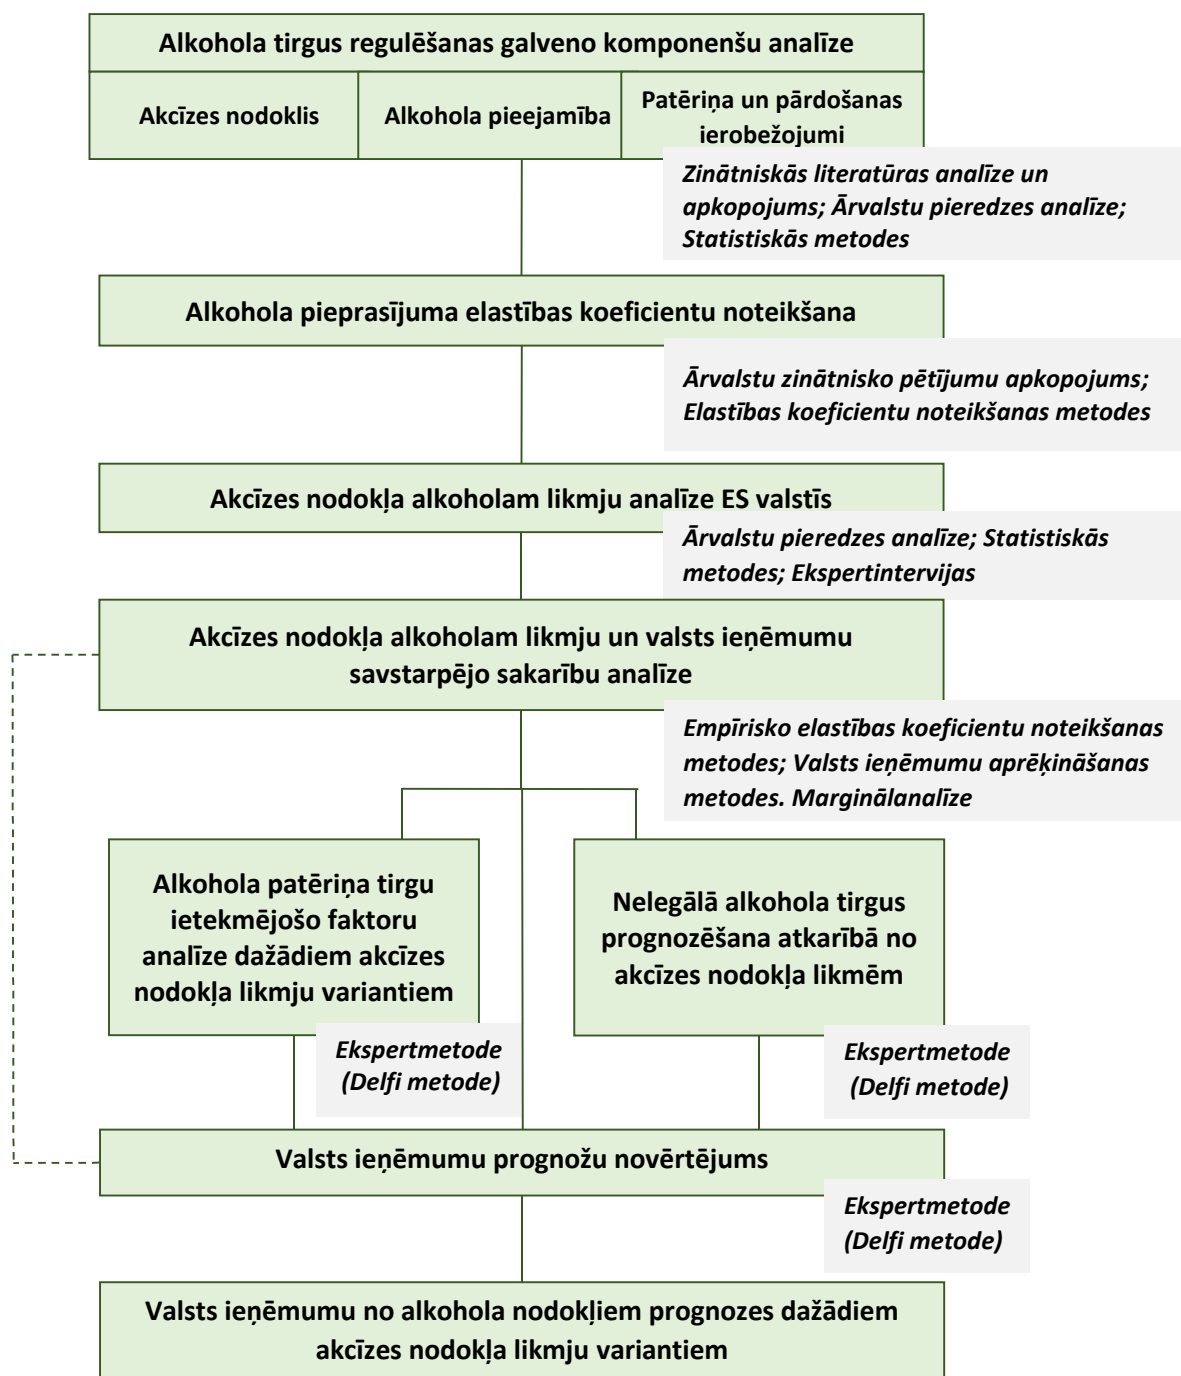 Alkohola tirgus regulēšanas galveno komponenšu analīze
Akcīzes nodoklis
Alkohola pieejamība
Patēriņa un pārdošanas
ierobežojumi
Zinātniskās literatūras analīze un
apkopojums; Ārvalstu pieredzes analīze;
Statistiskās metodes
Alkohola pieprasījuma elastības koeficientu noteikšana
Ārvalstu zinātnisko pētījumu apkopojums;
Elastības koeficientu noteikšanas metodes
Akcīzes nodokļa alkoholam likmju analīze ES valstīs
Ārvalstu pieredzes analīze; Statistiskās
metodes; Ekspertintervijas
Akcīzes nodokļa alkoholam likmju un valsts ieņēmumu
savstarpējo sakarību analīze
Empīrisko elastības koeficientu noteikšanas
metodes; Valsts ieņēmumu aprēķināšanas
metodes. Marginālanalīze
Alkohola patēriņa tirgu
ietekmējošo faktoru
analīze dažādiem akcīzes
nodokļa likmju variantiem
Nelegālā alkohola tirgus
prognozēšana atkarībā no
akcīzes nodokļa likmēm
Ekspertmetode
(Delfi metode)
Ekspertmetode
(Delfi metode)
Valsts ieņēmumu prognožu novērtējums
Ekspertmetode
(Delfi metode)
Valsts ieņēmumu no alkohola nodokļiem prognozes dažādiem
akcīzes nodokļa likmju variantiem